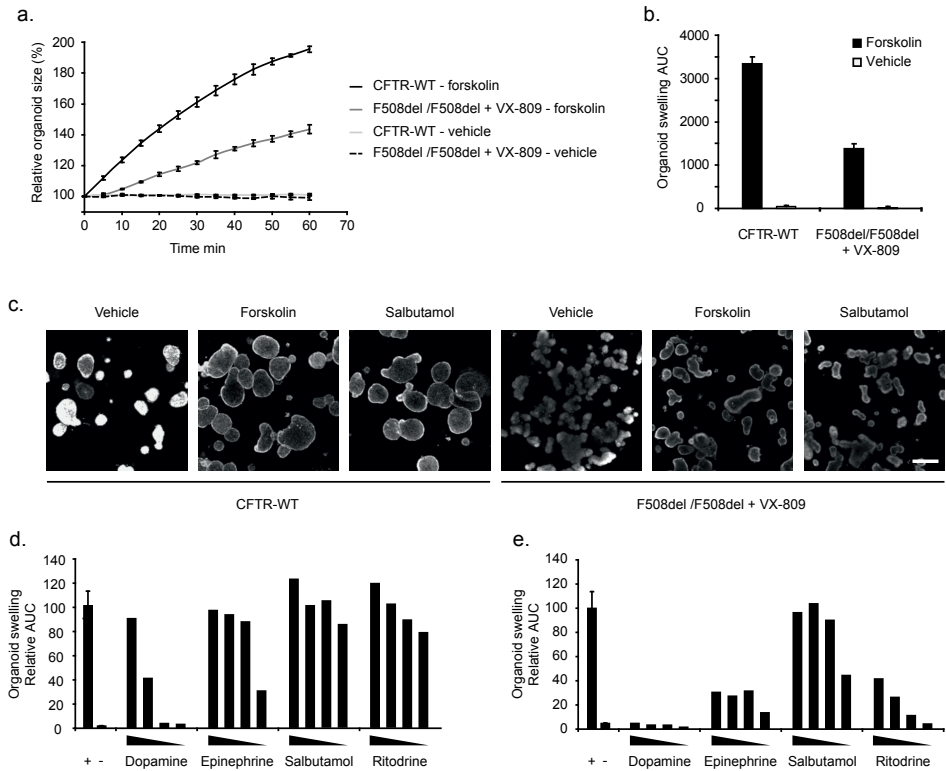 a.
Relative organoid size (%)
200
180
160
140
120
100
0 10 20 30 40 50 60 70
Time min
CFTR-WT - forskolin
F508del /F508del + VX-809 - forskolin
CFTR-WT - vehicle
F508del /F508del + VX-809 - vehicle
b.
Organoid swelling AUC
4000
3000
2000
1000
0
Forskolin
Vehicle
CFTR-WT
F508del/F508del
+ VX-809
c.
Vehicle Forskolin Salbutamol Vehicle Forskolin Salbutamol
CFTR-WT
F508del /F508del + VX-809
d.
Organoid swelling
Relative AUC
140
120
100
80
60
40
20
0
+ - Dopamine Epinephrine Salbutamol Ritodrine
e.
Organoid swelling
Relative AUC
140
120
100
80
60
40
20
0
+ - Dopamine Epinephrine Salbutamol Ritodrine